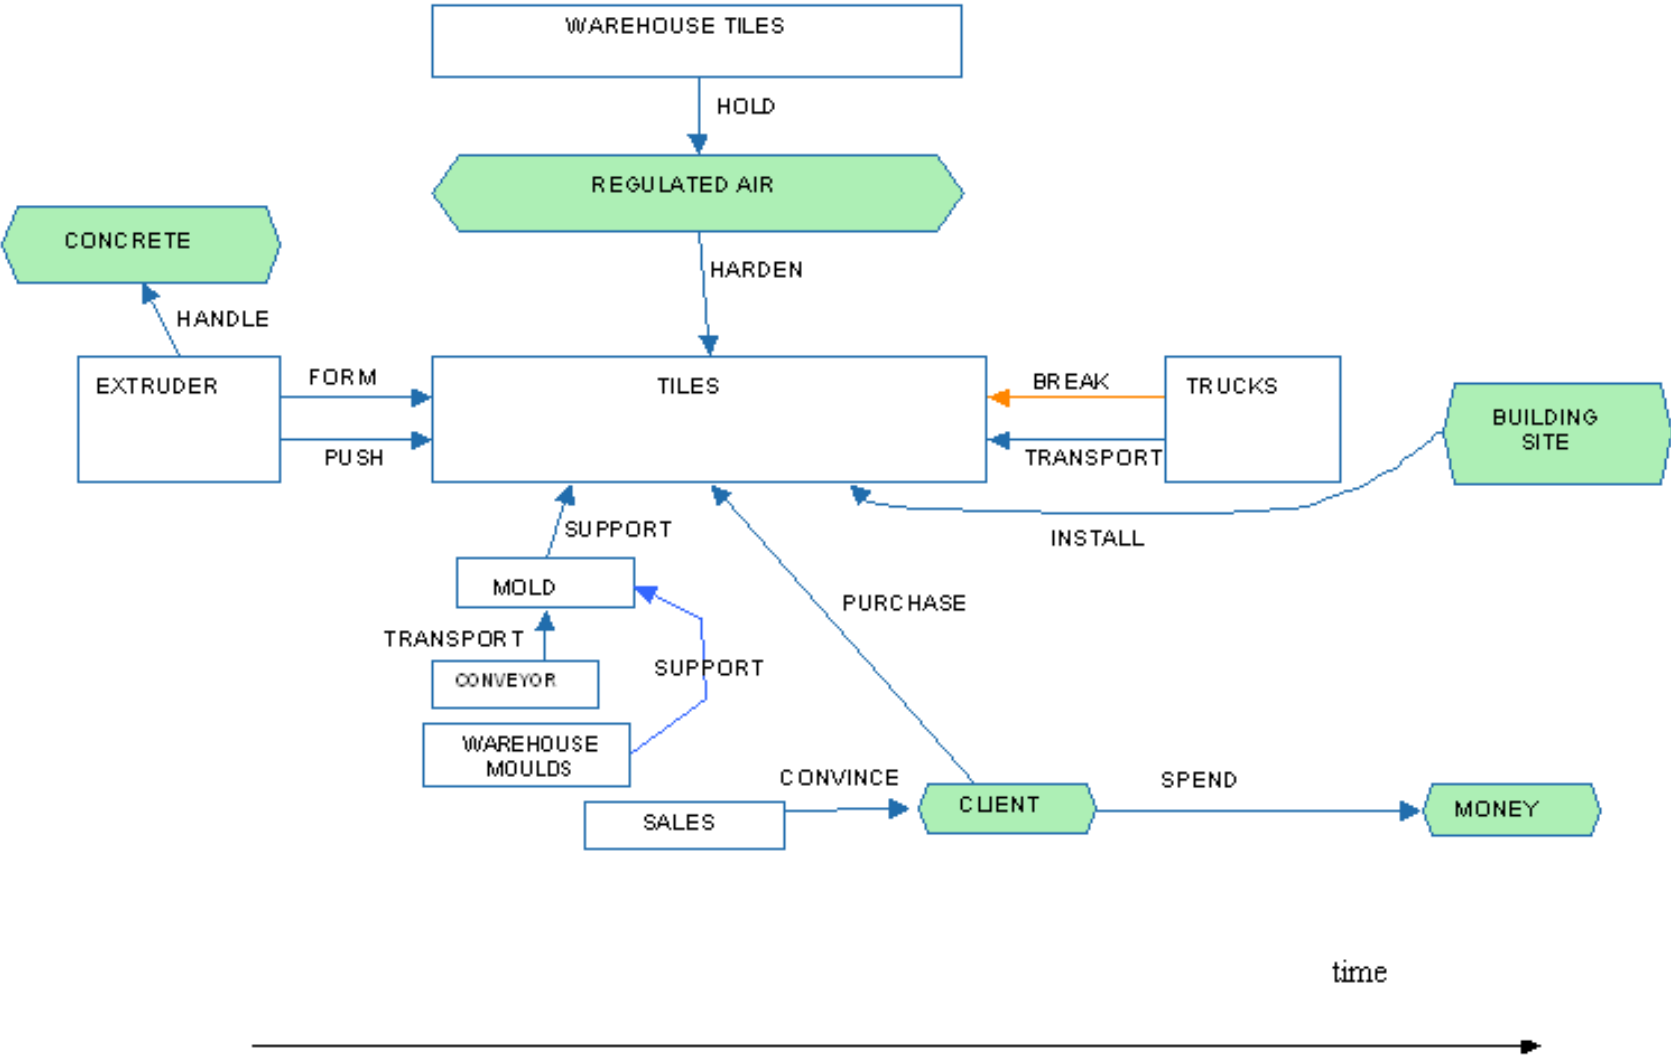 WAREHOUSE TILES
HOLD
REGULATED AIR
CONCRETE
HARDEN
HANDLE
FORM
EXTRUDER
TILES
BREAK
TRUCKS
PUSH
TRANSPORT
BUILDING
SITE
SUPPORT
INSTALL
MOLD
PURCHASE
TRANSPORT
SUPPORT
CONVEYOR
WAREHOUSE
MOULDS
CONVINCE
SPEND
SALES
CLIENT
MONEY
time